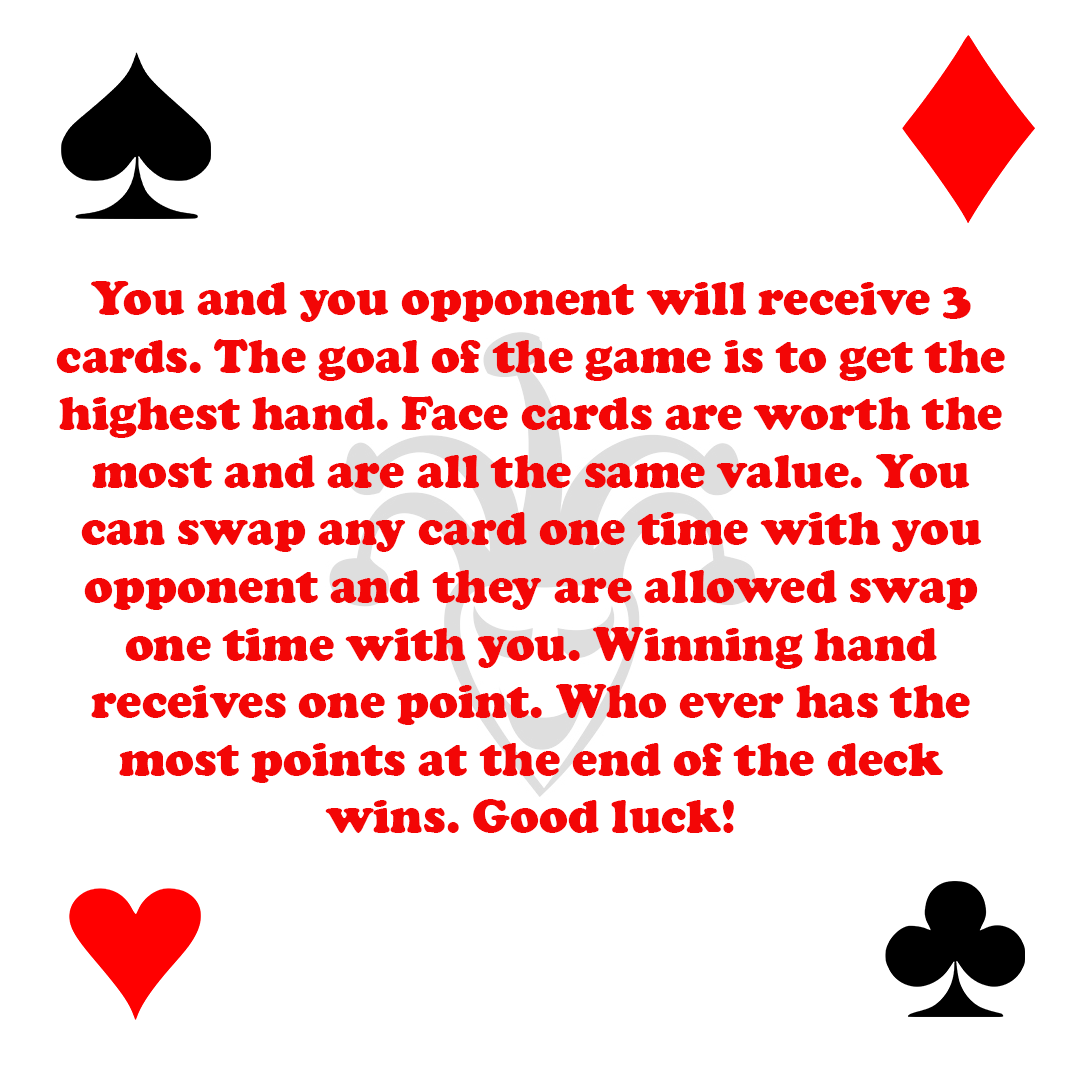 You and you opponent will receive 3
cards. The goal of the game is to get the
highest hand. Face cards are worth the
most and are all the same value. You
can swap any card one time with you
opponent and they are allowed swap
one time with you. Winning hand
receives one point. Who ever has the
most points at the end of the deck
wins. Good luck!